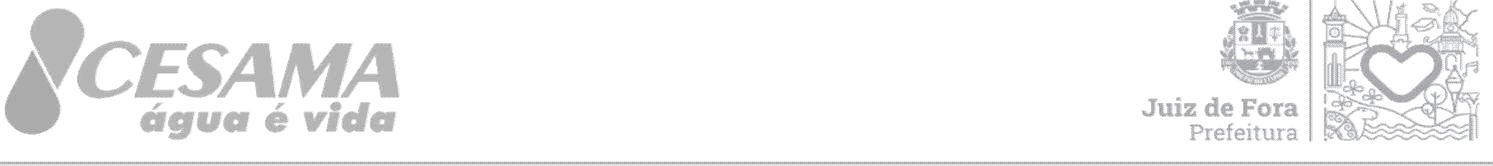 CESAMA
água é vida
Juiz de Fora
Prefeitura